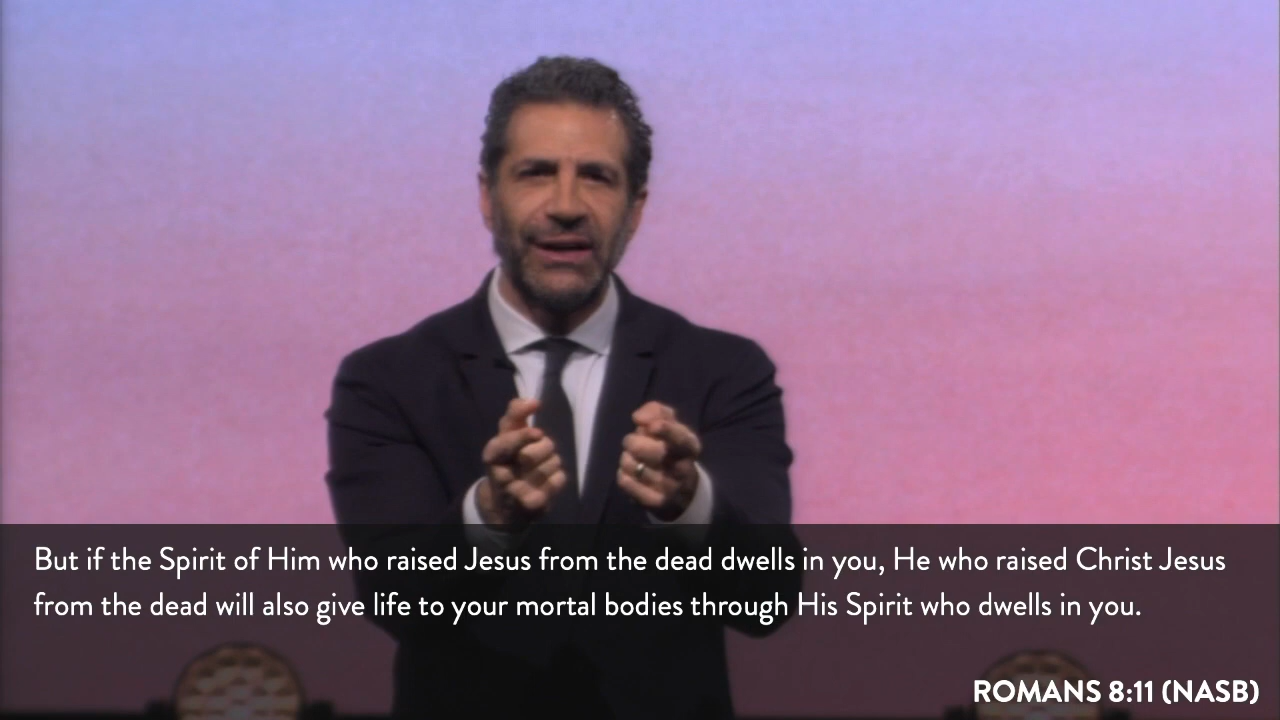 But if the Spirit of Him who raised Jesus from the dead dwells in you, He who raised Christ Jesus
from the dead will also give life to your mortal bodies through His Spirit who dwells in you.
ROMANS 8:11 (NASB)